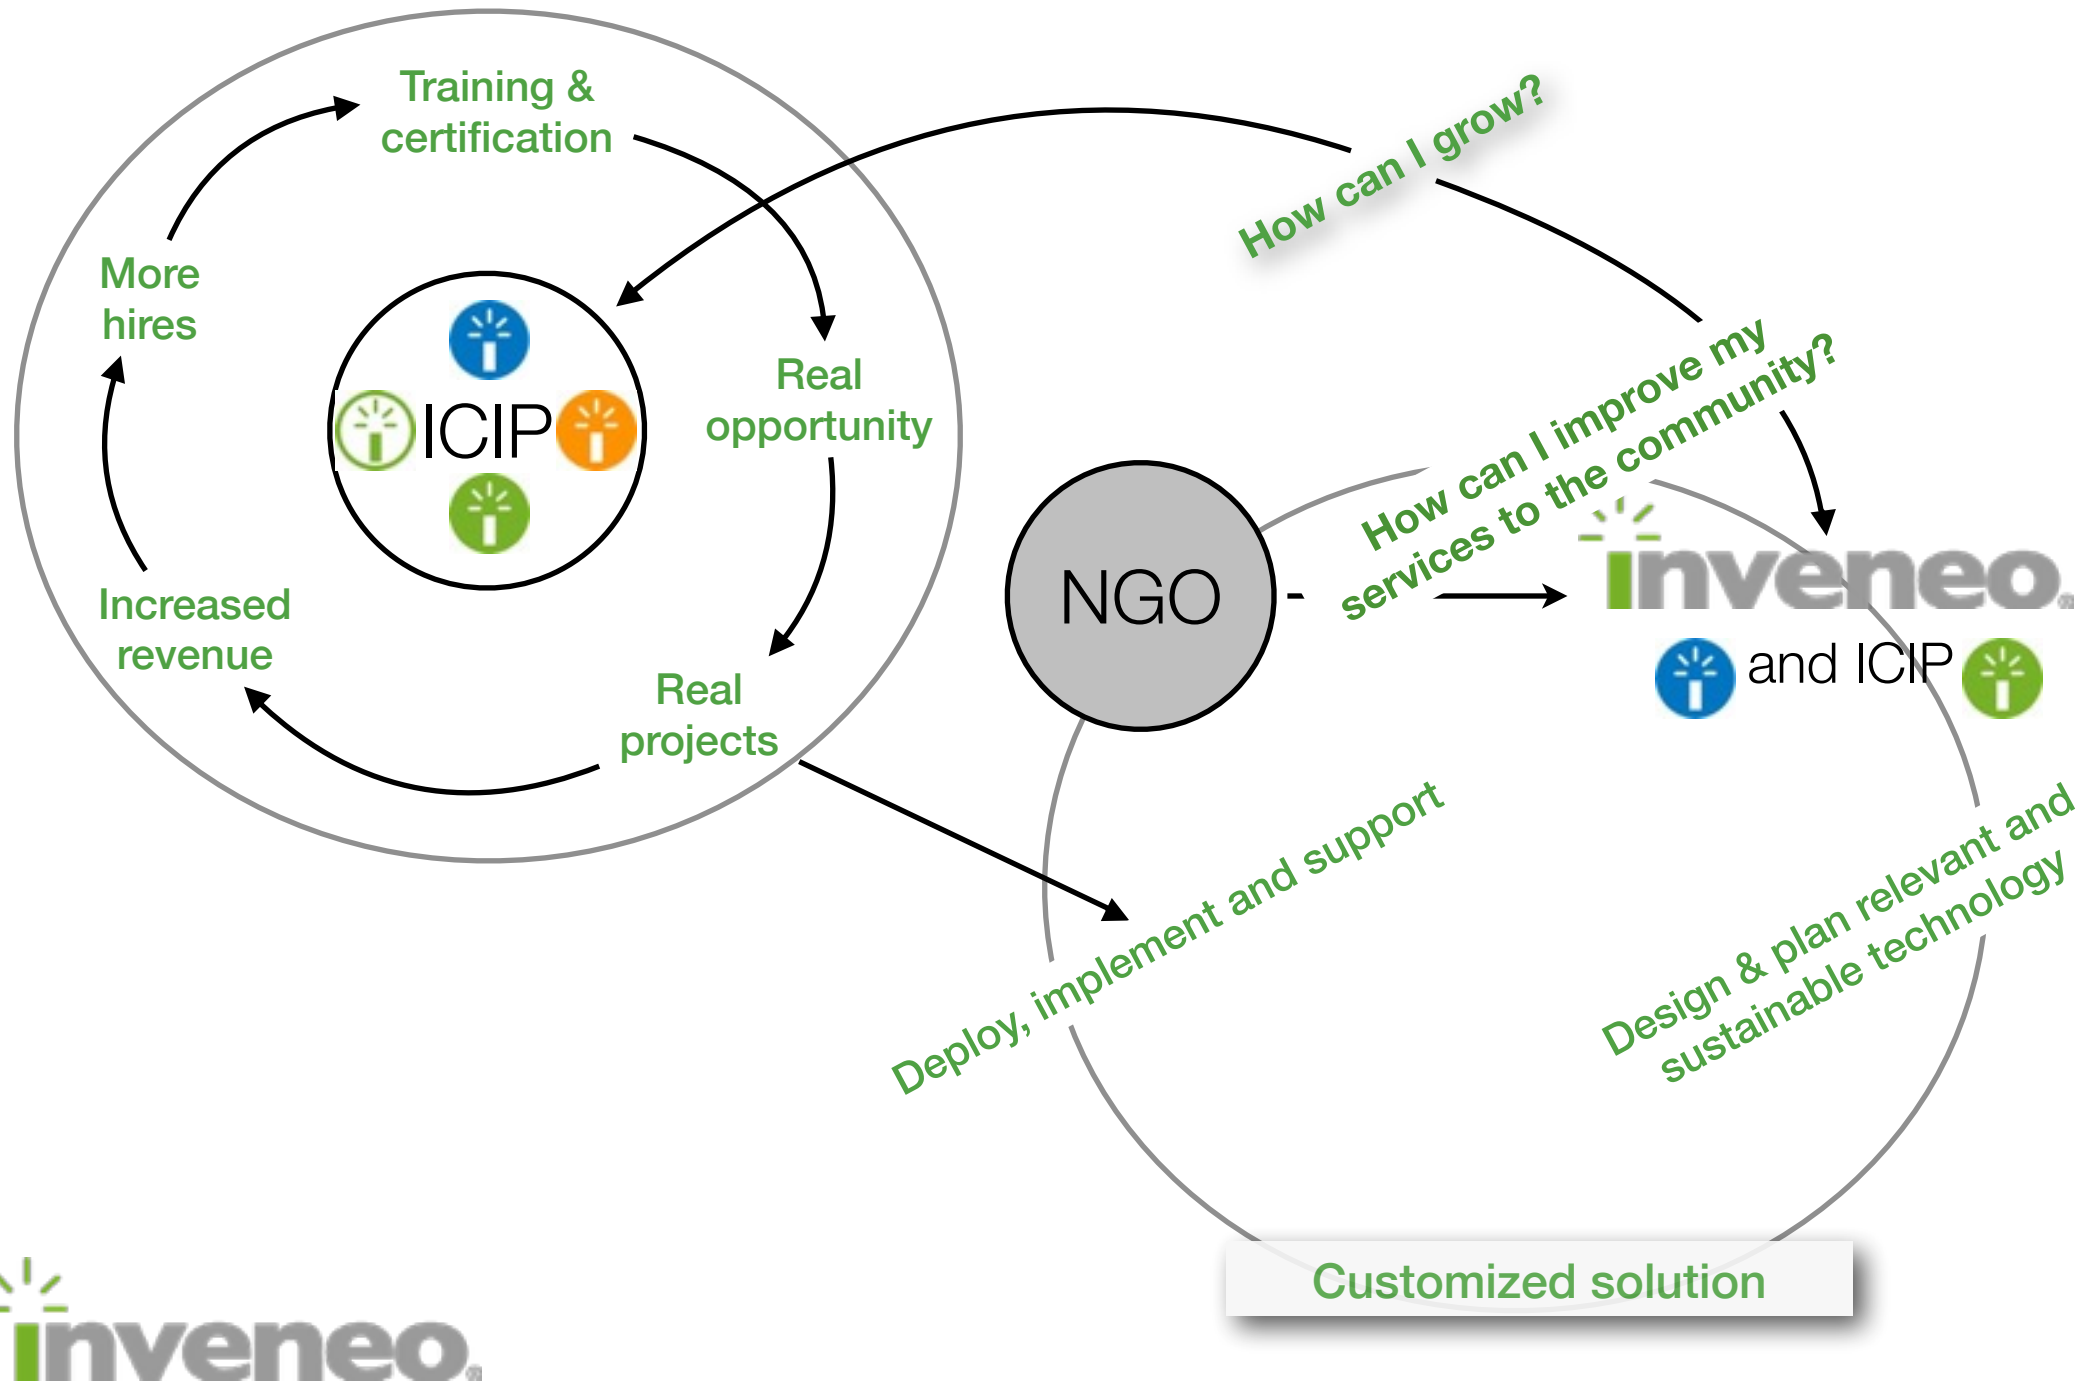 Training &
certification
How can I grow?
More
hires
Real
opportunity
ICIP
How can I improve my
services to the community?
NGO
inveneo
and ICIP
Increased
revenue
Real
projects
Deploy, implement and support
Design & plan relevant and
sustainable technology
Customized solution
inveneo